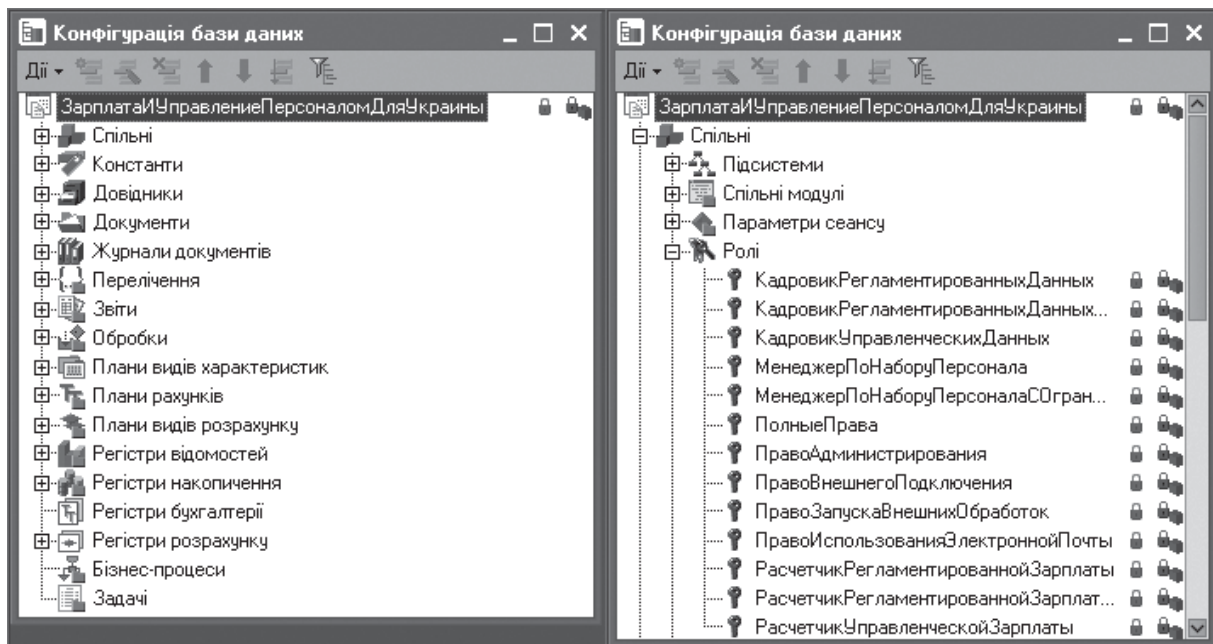 Конфігурація бази даних
Дії
ЗарплатаИУправлениеПерсоналомДляУкраины
Спільні
Константи
Довідники
Документи
Журнали документів
Перелічення
Звіти
Обробки
Плани видів характеристик
Плани рахунків
Плани видів розрахунку
Регістри відомостей
Регістри накопичення
Регістри бухгалтерії
Регістри розрахунку
Бізнес-процеси
Задачі
Конфігурація бази даних
Дії
ЗарплатаИУправлениеПерсоналомДляУкраины
Спільні
Підсистеми
Спільні модулі
Параметри сеансу
Ролі
КадровикРегламентированныхДанных
КадровикРегламентированныхДанных...
КадровикУправленческихДанных
МенеджерПоНаборуПерсонала
МенеджерПоНаборуПерсоналаСОгран...
ПолныеПрава
ПравоАдминистрирования
ПравоВнешнегоПодключения
ПравоЗапускаВнешнихОбработок
ПравоИспользованияЭлектроннойПочты
РасчетчикРегламентированнойЗарплаты
РасчетчикРегламентированнойЗарплат...
РасчетчикУправленческойЗарплаты